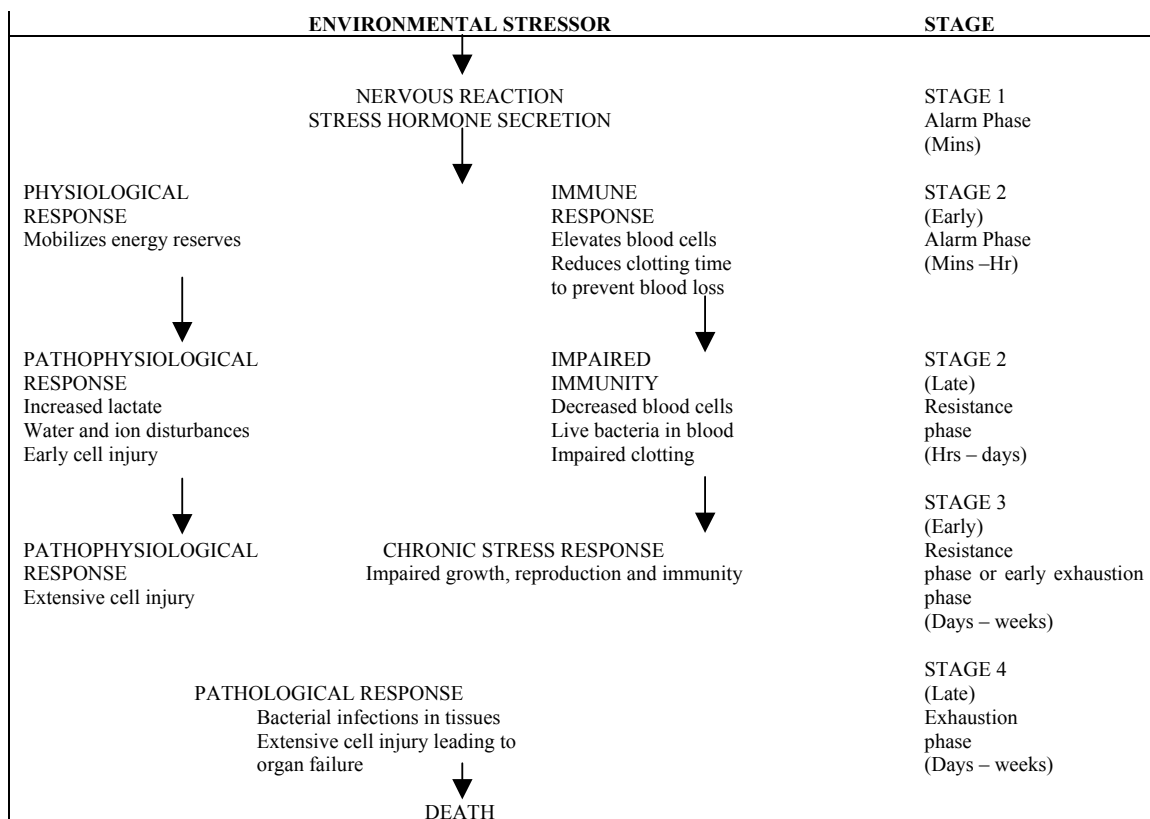 ENVIRONMENTAL STRESSOR STAGE
NERVOUS REACTION
STRESS HORMONE SECRETION
STAGE 1
Alarm Phase
(Mins)
PHYSIOLOGICAL
RESPONSE
Mobilizes energy reserves
IMMUNE
RESPONSE
Elevates blood cells
Reduces clotting time
to prevent blood loss
STAGE 2
(Early)
Alarm Phase
(Mins –Hr)
PATHOPHYSIOLOGICAL
RESPONSE
Increased lactate
Water and ion disturbances
Early cell injury
IMPAIRED
IMMUNITY
Decreased blood cells
Live bacteria in blood
Impaired clotting
STAGE 2
(Late)
Resistance
phase
(Hrs – days)
PATHOPHYSIOLOGICAL
RESPONSE
Extensive cell injury
CHRONIC STRESS RESPONSE
Impaired growth, reproduction and immunity
STAGE 3
(Early)
Resistance
phase or early exhaustion
phase
(Days – weeks)
PATHOLOGICAL RESPONSE
Bacterial infections in tissues
Extensive cell injury leading to
organ failure
STAGE 4
(Late)
Exhaustion
phase
(Days – weeks)
DEATH